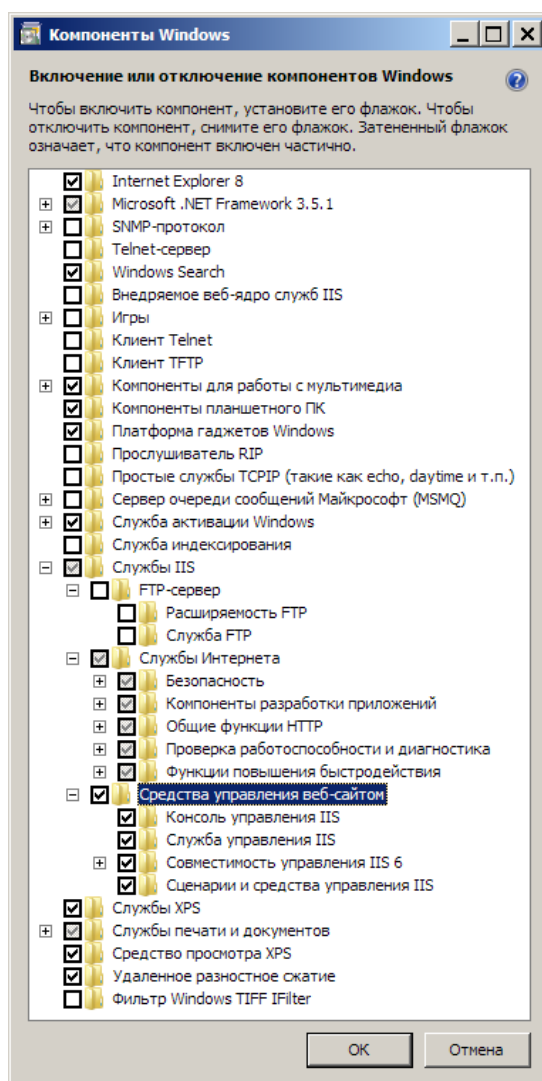 Компоненты Windows
Включение или отключение компонентов Windows
Чтобы включить компонент, установите его флажок. Чтобы
отключить компонент, снимите его флажок. Затененный флажок
означает, что компонент включен частично.
Internet Explorer 8
Microsoft .NET Framework 3.5.1
SNMP-протокол
Telnet-сервер
Windows Search
Внедряемое веб-ядро служб IIS
Игры
Клиент Telnet
Клиент TFTP
Компоненты для работы с мультимедиа
Компоненты планшетного ПК
Платформа гаджетов Windows
Прослушиватель RIP
Простые службы TCPIP (такие как echo, daytime и т.п.)
Сервер очереди сообщений Майкрософт (MSMQ)
Служба активации Windows
Служба индексирования
Службы IIS
FTP-сервер
Расширяемость FTP
Служба FTP
Службы Интернета
Безопасность
Компоненты разработки приложений
Общие функции HTTP
Проверка работоспособности и диагностика
Функции повышения быстродействия
Средства управления веб-сайтом
Консоль управления IIS
Служба управления IIS
Совместимость управления IIS 6
Сценарии и средства управления IIS
Службы XPS
Службы печати и документов
Средство просмотра XPS
Удаленное разностное сжатие
Фильтр Windows TIFF IFilter
ОК
Отмена